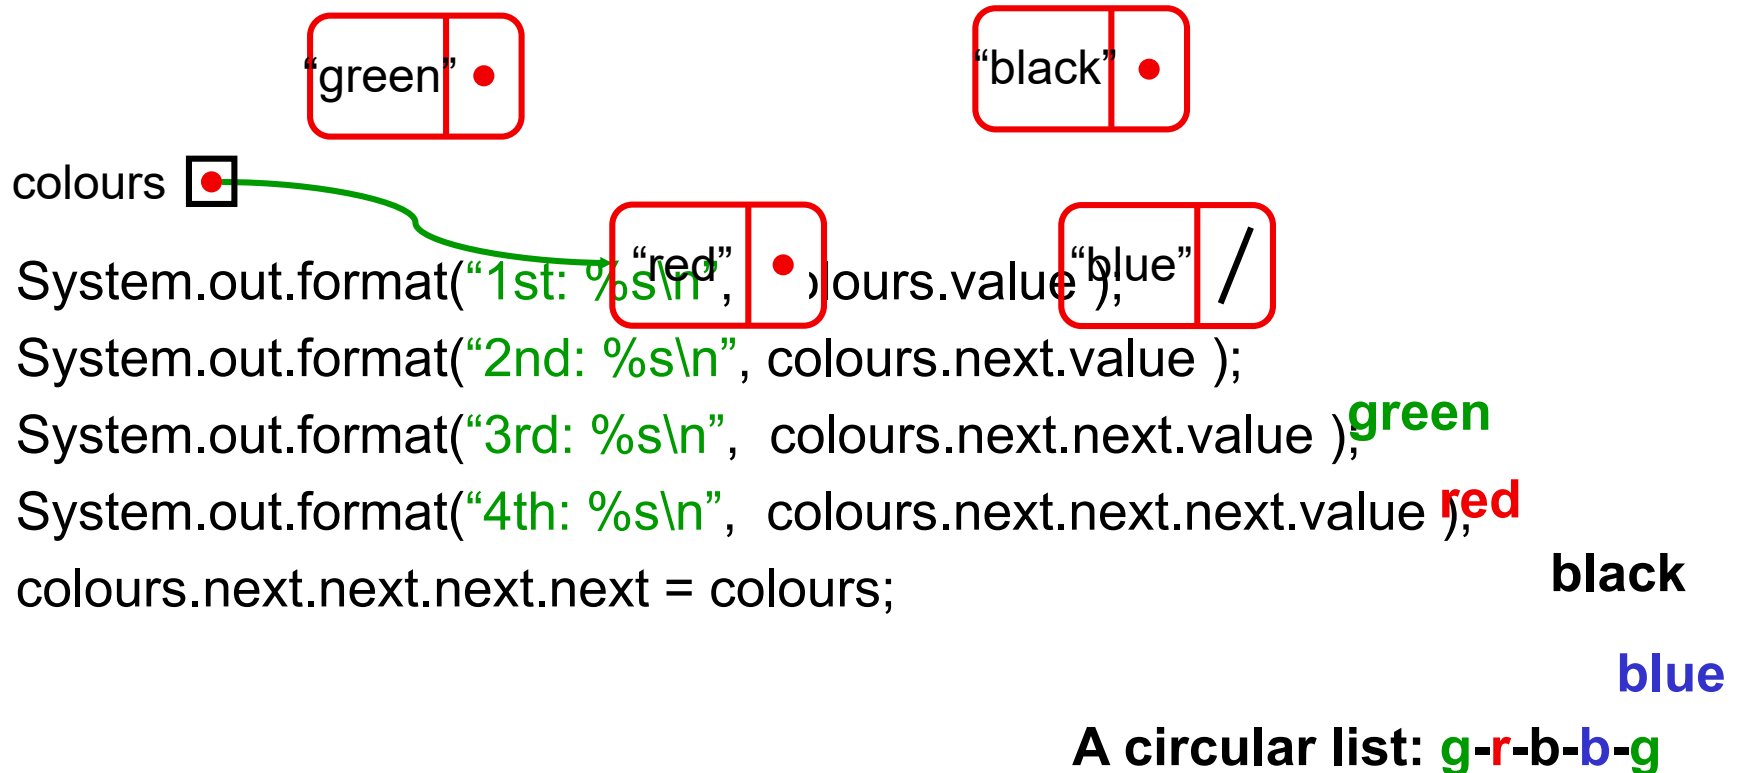 “green”
“black”
colours
“red”
“blue”
System.out.format(“1st: %s\n”, colours.value );
System.out.format(“2nd: %s\n”, colours.next.value );
System.out.format(“3rd: %s\n”, colours.next.next.value );
green
System.out.format(“4th: %s\n”, colours.next.next.next.value );
red
colours.next.next.next.next = colours;
black
blue
A circular list: g-r-b-b-g